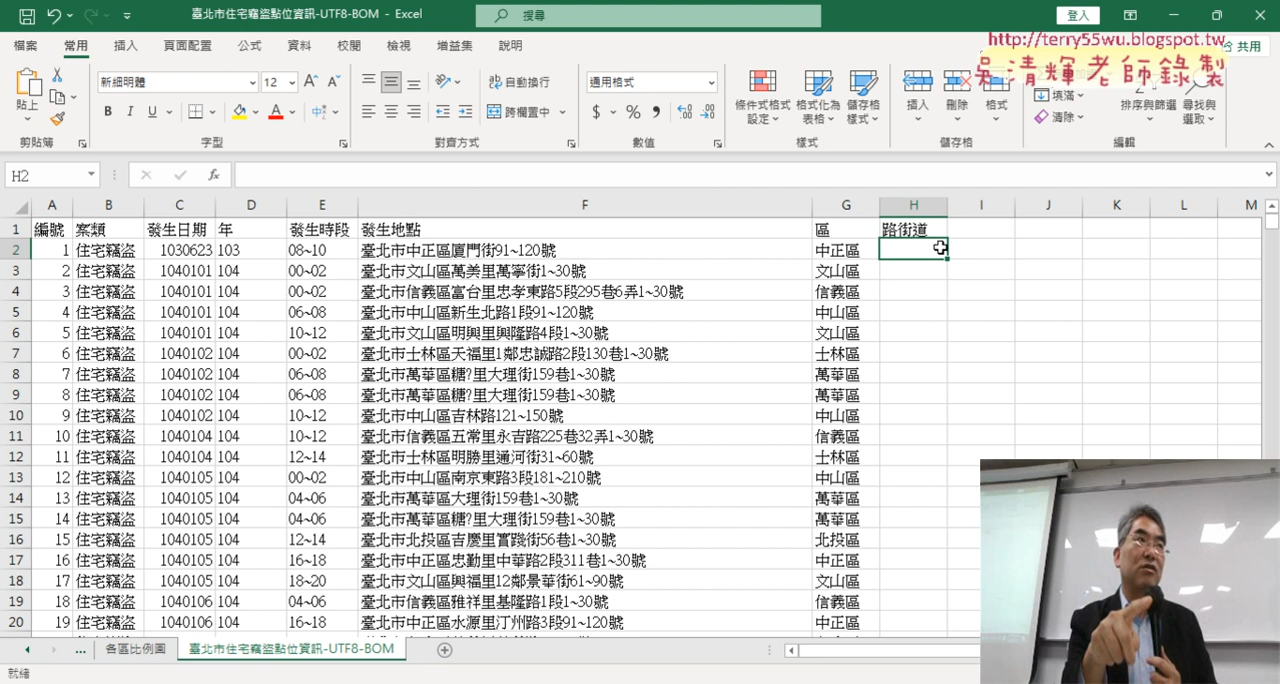 臺北市住宅竊盜點位資訊-UTF8-BOM - Excel
搜尋
登入
檔案 常用 插入 頁面配置 公式 資料 校閱 檢視 增益集 說明
共用
http://terry55wu.blogspot.tw
吳清輝老師錄製
貼上
新細明體 12
自動換行
通用格式
B I U
跨欄置中
$ % ,
條件式格式設定
格式化為表格
儲存格樣式
插入
刪除
格式
填滿
清除
排序與篩選
尋找與選取
剪貼簿 字型 對齊方式 數值 樣式 儲存格 編輯
H2
fx
A B C D E F G H I J K L M
1 編號 案類 發生日期 年 發生時段 發生地點 區 路街道
2 1 住宅竊盜 1030623 103 08~10 臺北市中正區廈門街91~120號 中正區
3 2 住宅竊盜 1040101 104 00~02 臺北市文山區萬美里萬寧街1~30號 文山區
4 3 住宅竊盜 1040101 104 00~02 臺北市信義區富台里忠孝東路5段295巷6弄1~30號 信義區
5 4 住宅竊盜 1040101 104 06~08 臺北市中山區新生北路1段91~120號 中山區
6 5 住宅竊盜 1040101 104 10~12 臺北市文山區明興里興隆路4段1~30號 文山區
7 6 住宅竊盜 1040102 104 00~02 臺北市士林區天福里1鄰忠誠路2段130巷1~30號 士林區
8 7 住宅竊盜 1040102 104 06~08 臺北市萬華區糖?里大理街159巷1~30號 萬華區
9 8 住宅竊盜 1040102 104 06~08 臺北市萬華區糖?里大理街159巷1~30號 萬華區
10 9 住宅竊盜 1040102 104 10~12 臺北市中山區吉林路121~150號 中山區
11 10 住宅竊盜 1040104 104 10~12 臺北市信義區五常里永吉路225巷32弄1~30號 信義區
12 11 住宅竊盜 1040104 104 12~14 臺北市士林區明勝里通河街31~60號 士林區
13 12 住宅竊盜 1040105 104 00~02 臺北市中山區南京東路3段181~210號 中山區
14 13 住宅竊盜 1040105 104 04~06 臺北市萬華區大理街159巷1~30號 萬華區
15 14 住宅竊盜 1040105 104 04~06 臺北市萬華區糖?里大理街159巷1~30號 萬華區
16 15 住宅竊盜 1040105 104 12~14 臺北市北投區吉慶里實踐街56巷1~30號 北投區
17 16 住宅竊盜 1040105 104 16~18 臺北市中正區忠勤里中華路2段311巷1~30號 中正區
18 17 住宅竊盜 1040105 104 18~20 臺北市文山區興福里12鄰景華街61~90號 文山區
19 18 住宅竊盜 1040106 104 04~06 臺北市信義區雅祥里基隆路1段1~30號 信義區
20 19 住宅竊盜 1040106 104 16~18 臺北市中正區水源里汀州路3段91~120號 中正區
... 各區比例圖 臺北市住宅竊盜點位資訊-UTF8-BOM
就緒